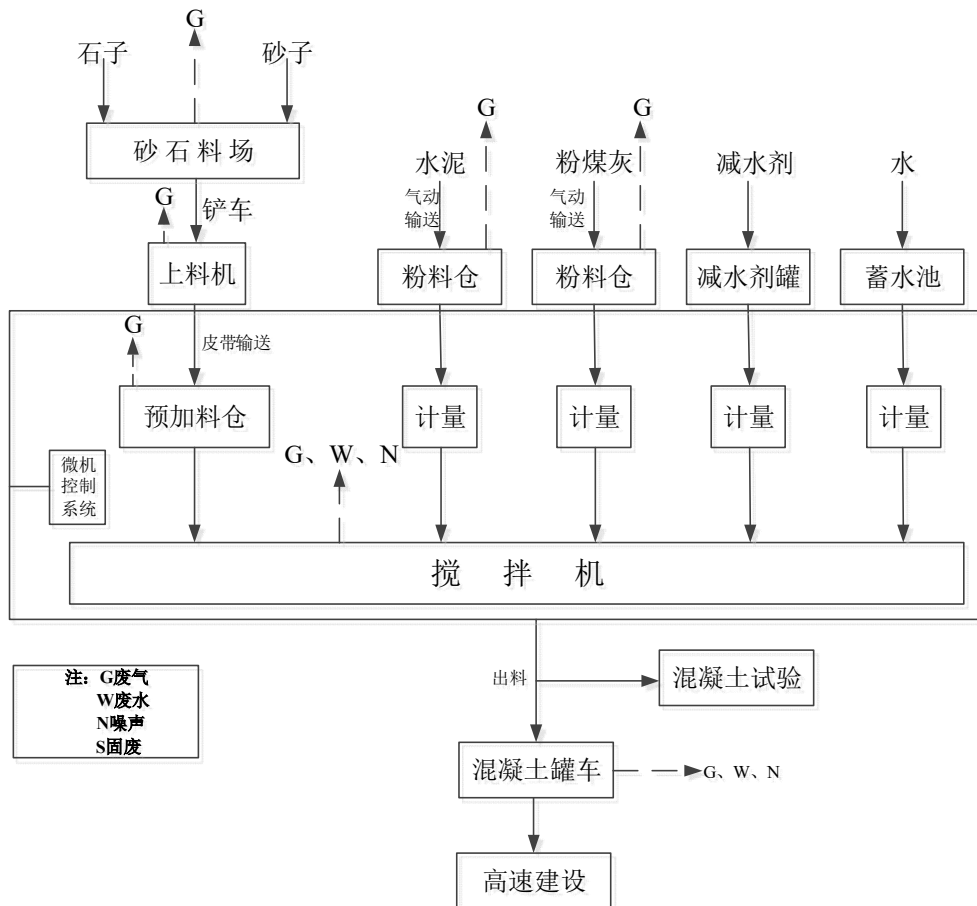 G
石子
砂子
砂石料场
G
铲车
上料机
G
皮带输送
预加料仓
水泥
G
气动
输送
粉料仓
计量
粉煤灰
G
气动
输送
粉料仓
计量
减水剂
减水剂罐
计量
水
蓄水池
计量
微机
控制
系统
G、W、N
搅拌机
出料
混凝土试验
混凝土罐车
G、W、N
高速建设
注：G废气
W废水
N噪声
S固废